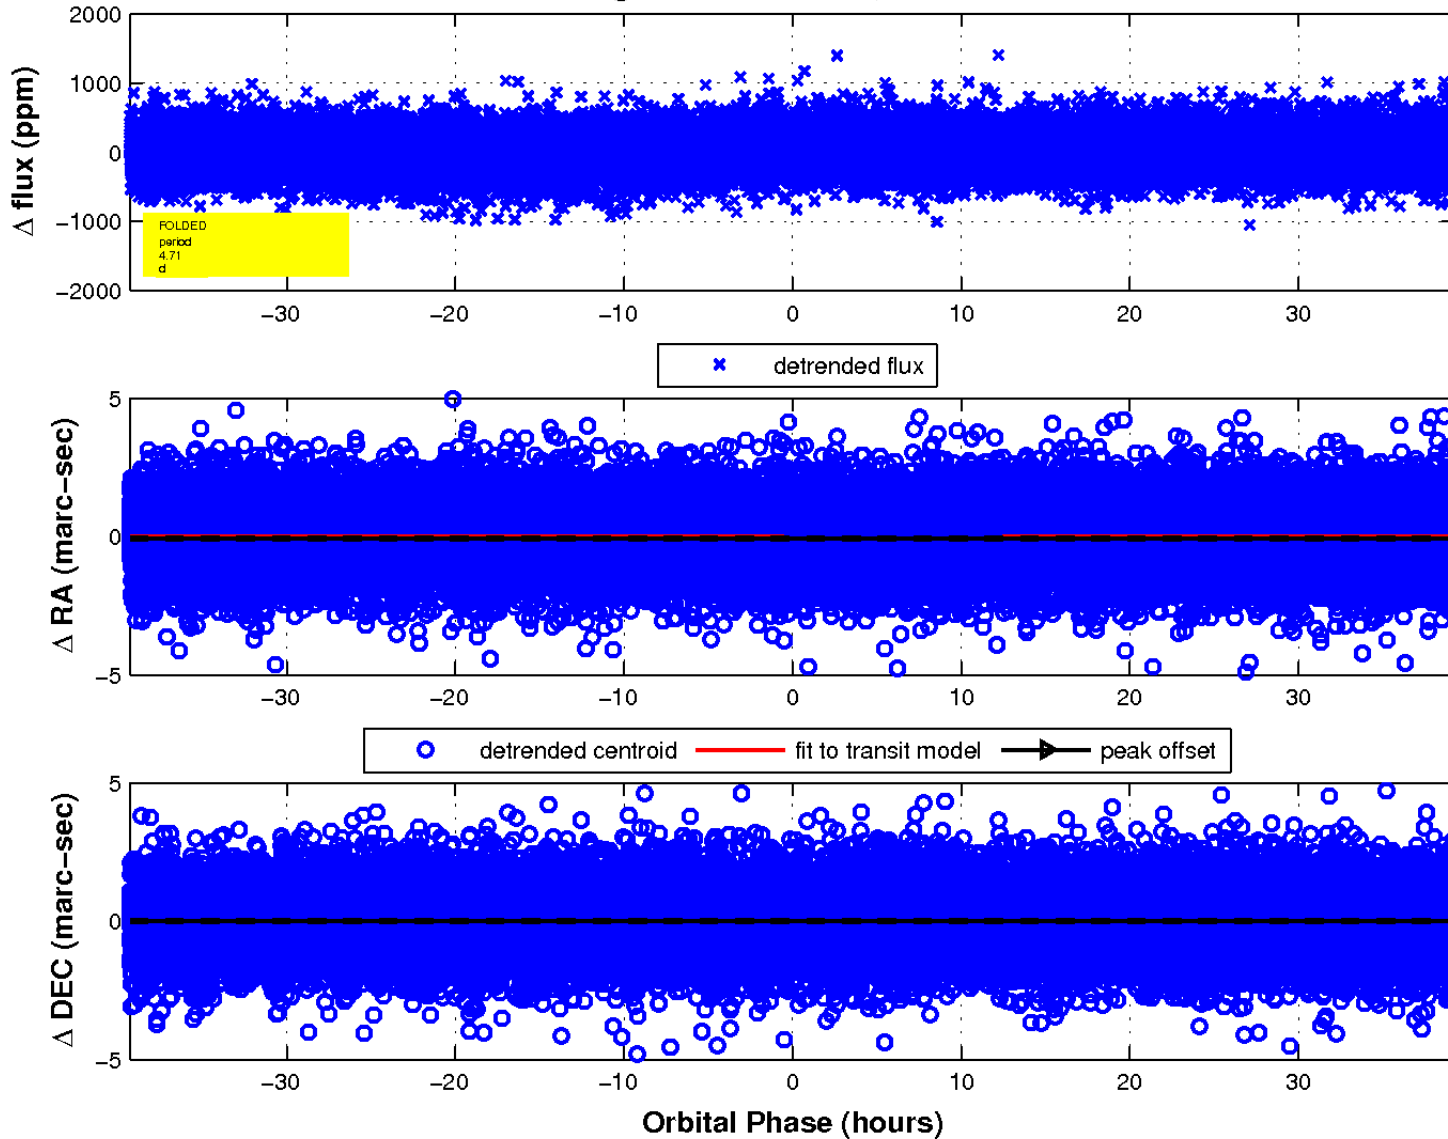 2000
1000
0
−1000
−2000
Δ flux (ppm)
FOLDED
period
4.71
d
−30 −20 −10 0 10 20 30
detrended flux
5
0
−5
Δ RA (marc−sec)
−30 −20 −10 0 10 20 30
detrended centroid fit to transit model peak offset
5
0
−5
Δ DEC (marc−sec)
−30 −20 −10 0 10 20 30
Orbital Phase (hours)